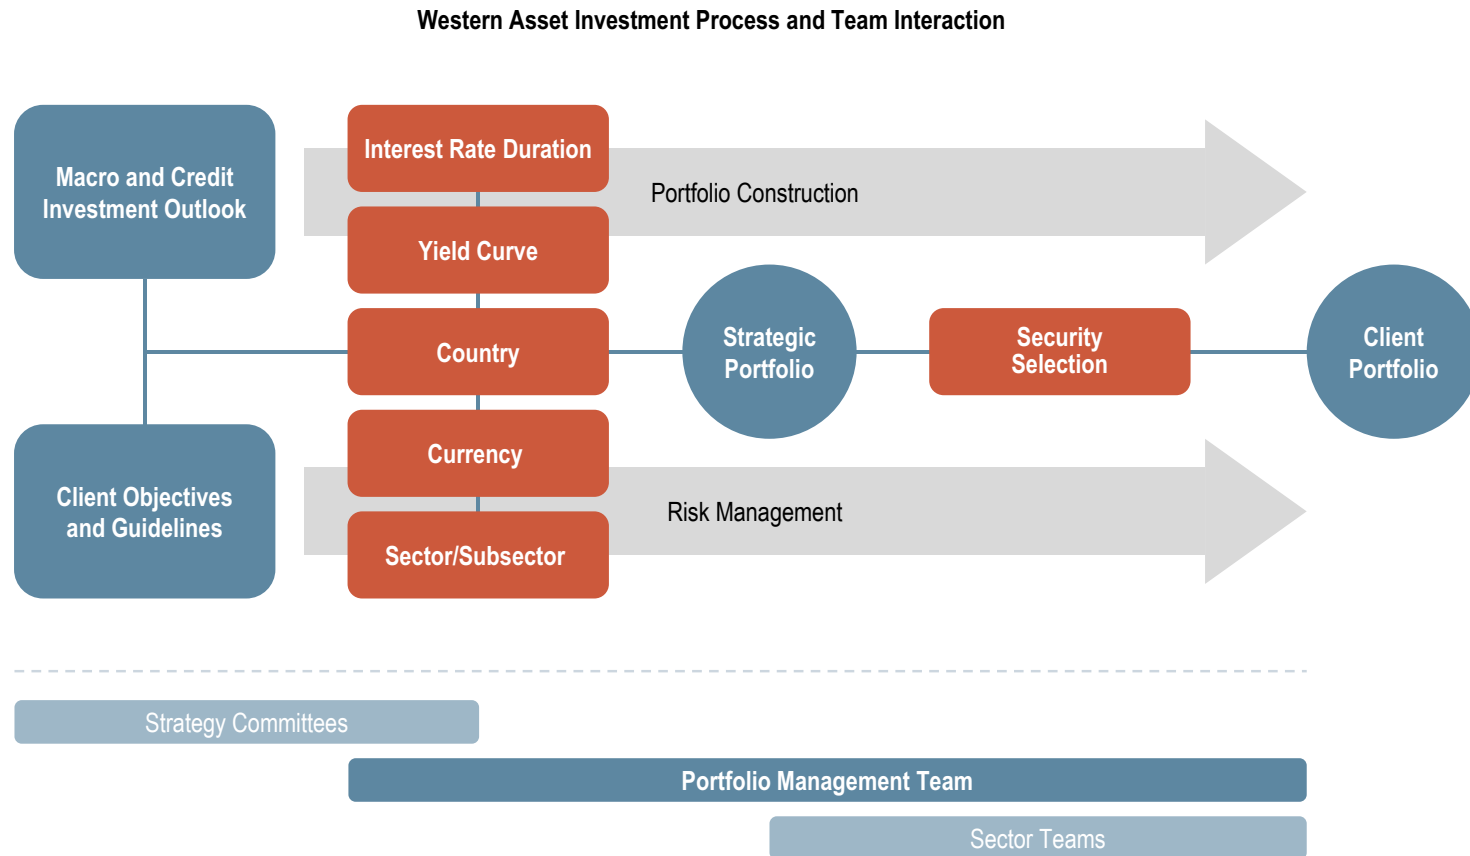 Western Asset Investment Process and Team Interaction
Macro and Credit
Investment Outlook
Interest Rate Duration
Portfolio Construction
Yield Curve
Country
Strategic
Portfolio
Security
Selection
Client
Portfolio
Currency
Client Objectives
and Guidelines
Risk Management
Sector/Subsector
Strategy Committees
Portfolio Management Team
Sector Teams